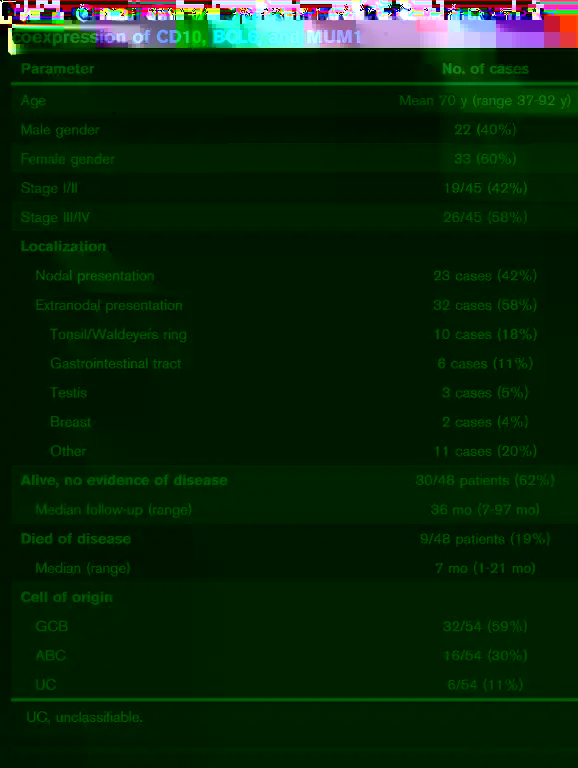 coexpression of CD10, BCL6, and MUM1
Parameter No. of cases
Age Mean 70 y (range 37-92 y)
Male gender 22 (40%)
Female gender 33 (60%)
Stage I/II 19/45 (42%)
Stage III/IV 26/45 (58%)
Localization
Nodal presentation 23 cases (42%)
Extranodal presentation 32 cases (58%)
Tonsil/Waldeyer's ring 10 cases (18%)
Gastrointestinal tract 6 cases (11%)
Testis 3 cases (5%)
Breast 2 cases (4%)
Other 11 cases (20%)
Alive, no evidence of disease 30/48 patients (62%)
Median follow-up (range) 36 mo (7-97 mo)
Died of disease 9/48 patients (19%)
Median (range) 7 mo (1-21 mo)
Cell of origin
GCB 32/54 (59%)
ABC 16/54 (30%)
UC 6/54 (11%)
UC, unclassifiable.